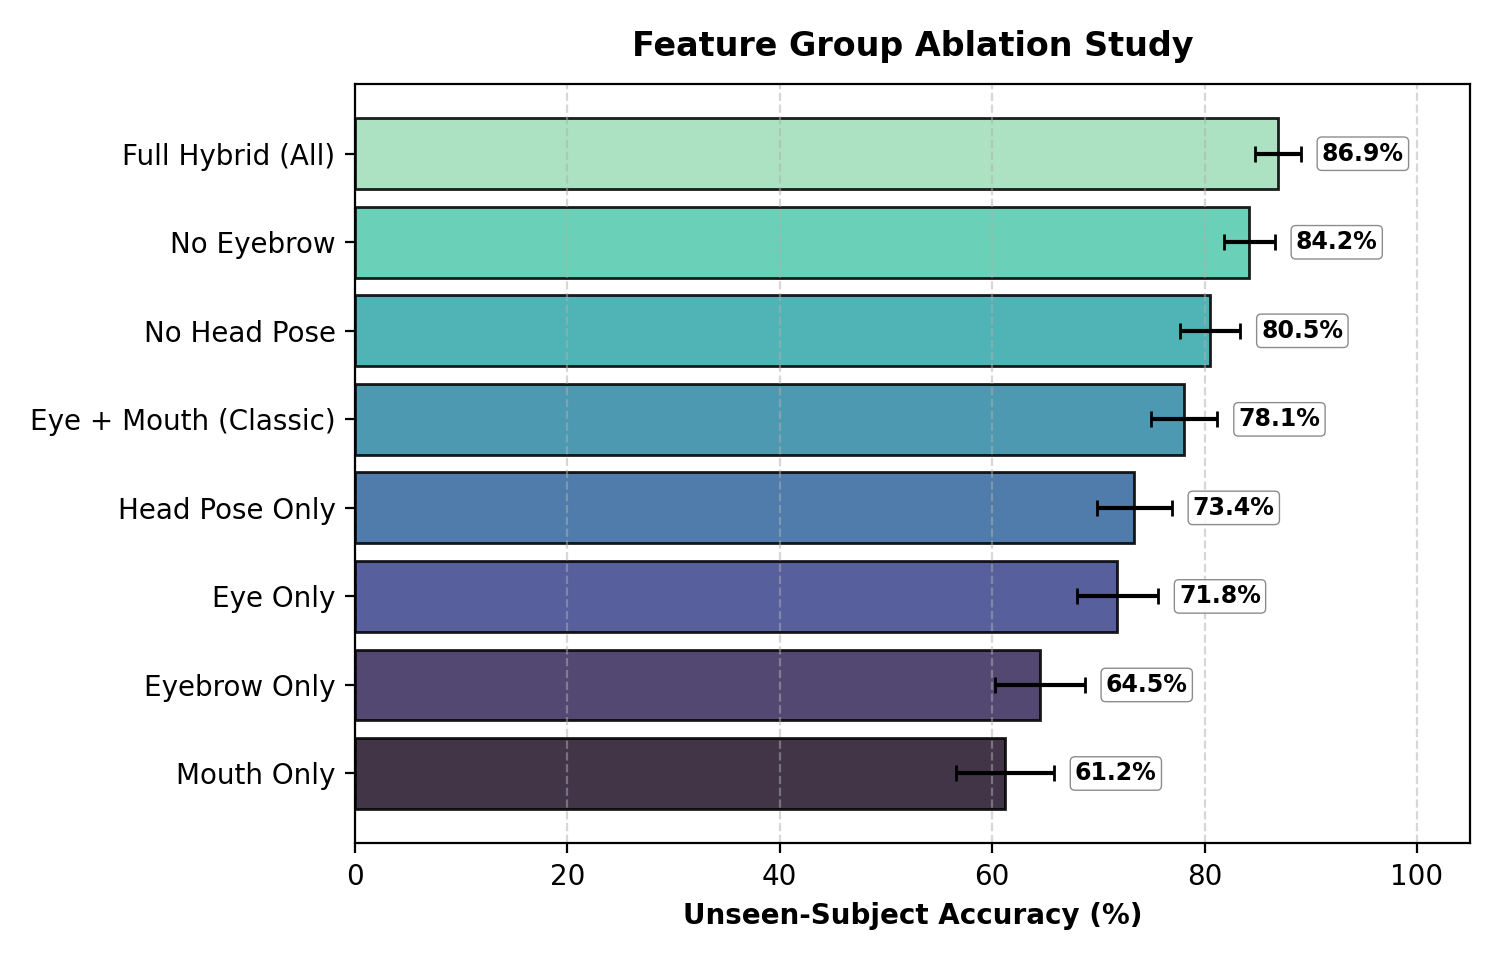 Feature Group Ablation Study
Full Hybrid (All) 86.9%
No Eyebrow 84.2%
No Head Pose 80.5%
Eye + Mouth (Classic) 78.1%
Head Pose Only 73.4%
Eye Only 71.8%
Eyebrow Only 64.5%
Mouth Only 61.2%
0 20 40 60 80 100
Unseen-Subject Accuracy (%)